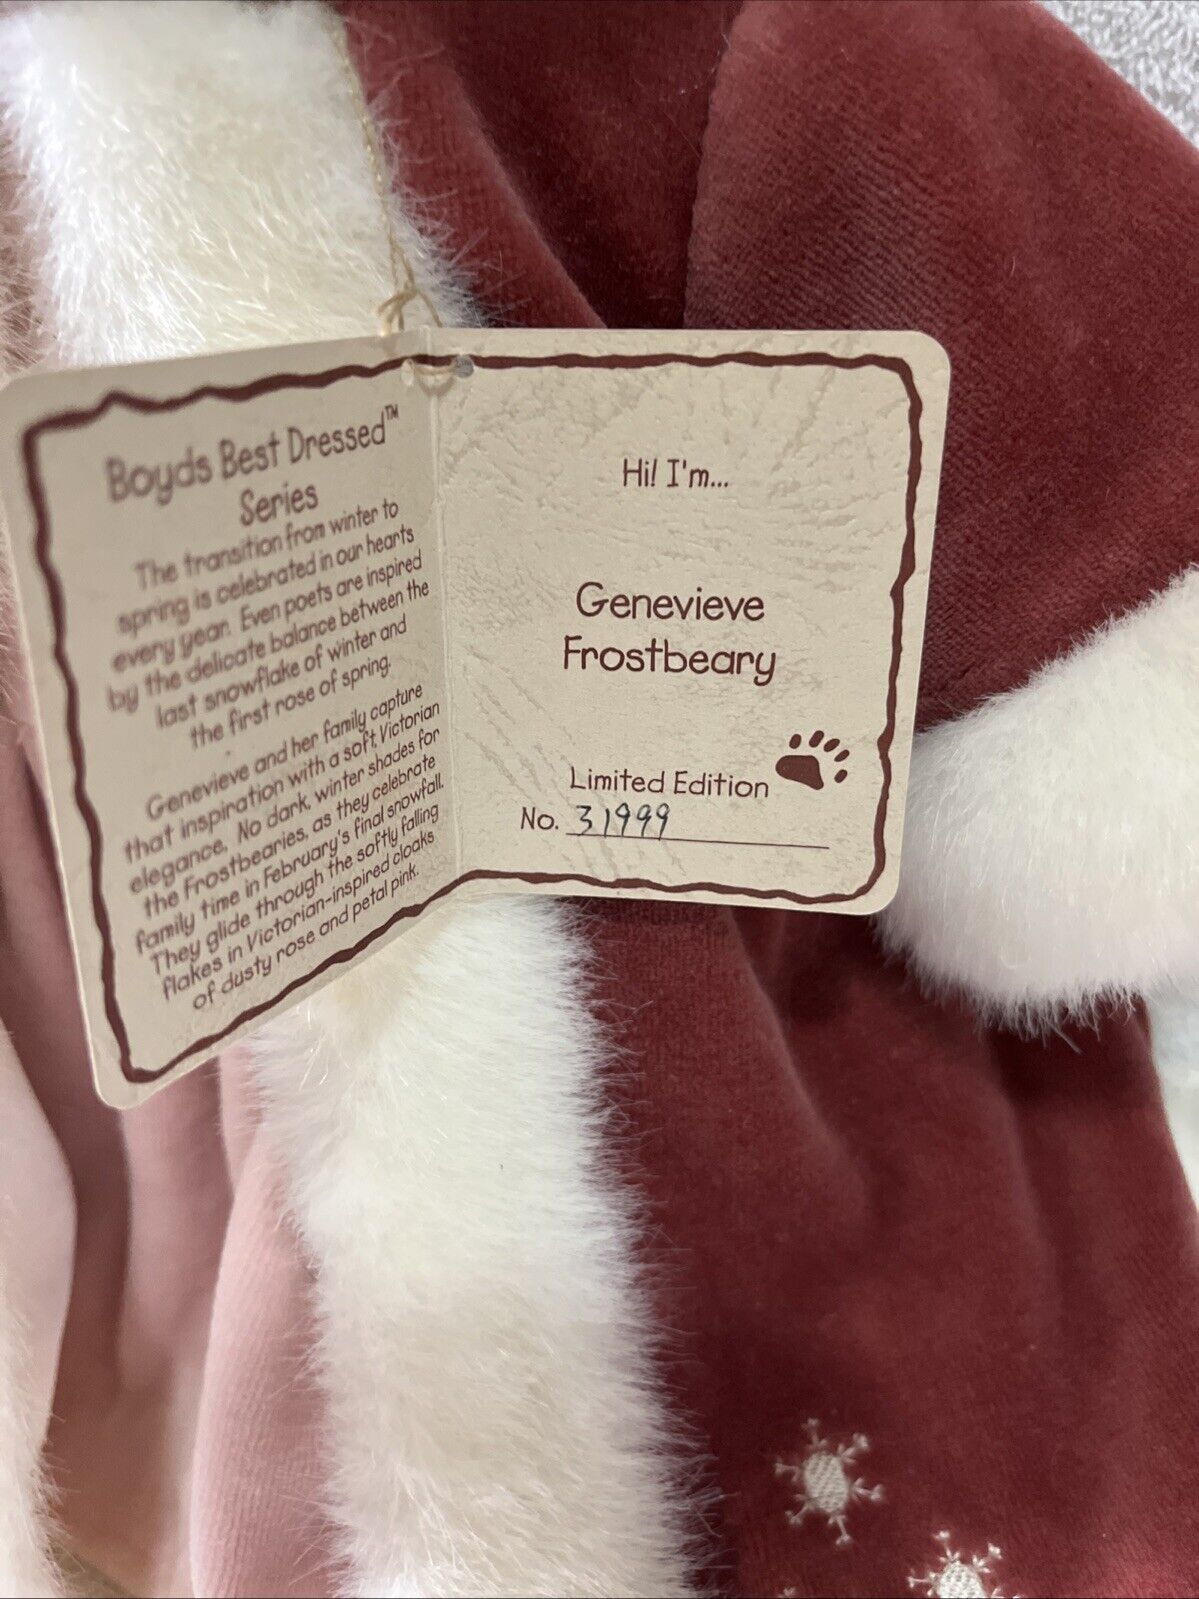 Boyds Best Dressed™
Series
The transition from winter to
spring is celebrated in our hearts
every year. Even poets are inspired
by the delicate balance between the
last snowflake of winter and
the first rose of spring.
Genevieve and her family capture
that inspiration with a soft, Victorian
elegance. No dark, winter shades for
the Frostbearies, as they celebrate
family time in February's final snowfall.
They glide through the softly falling
flakes in Victorian-inspired cloaks
of dusty rose and petal pink.
Hi! I'm...
Genevieve
Frostbeary
Limited Edition
No. 31999